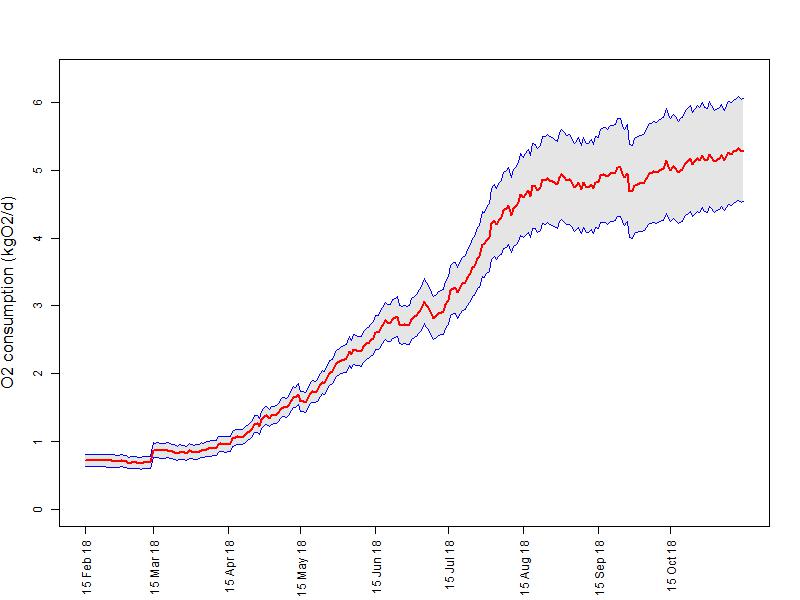 O2 consumption (kgO2/d)
6
5
4
3
2
1
0
15 Feb 18
15 Mar 18
15 Apr 18
15 May 18
15 Jun 18
15 Jul 18
15 Aug 18
15 Sep 18
15 Oct 18